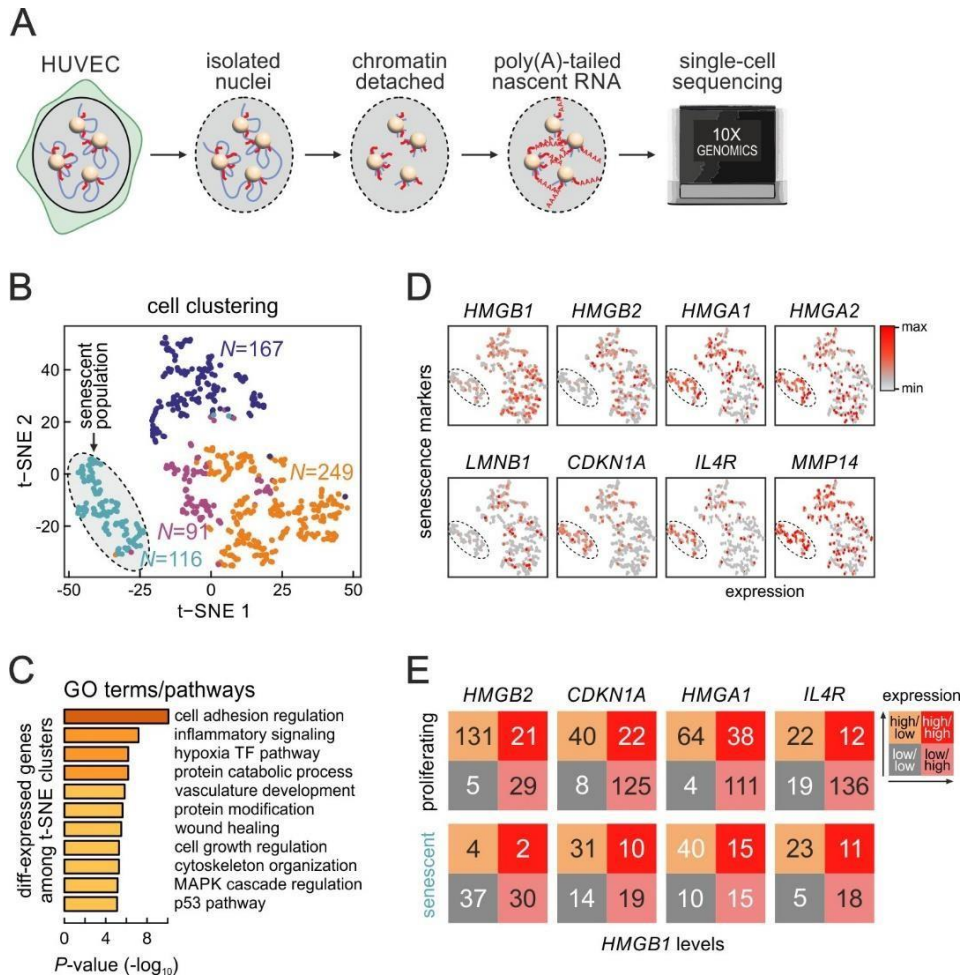 A
HUVEC
isolated
nuclei
chromatin
detached
poly(A)-tailed
nascent RNA
single-cell
sequencing
10X
GENOMICS
B
cell clustering
senescent
population
N=167
N=249
N=91
N=116
t-SNE 2
40
20
0
-20
-50
-25
0
25
50
t-SNE 1
C
GO terms/pathways
diff-expressed genes
among t-SNE clusters
cell adhesion regulation
inflammory signaling
hypoxia TF pathway
protein catabolic process
vasculature development
protein modification
wound healing
cell growth regulation
cytoskeleton organization
MAPK cascade regulation
p53 pathway
0 4 8
P-value (-log10)
D
senescence markers
HMGB1 HMGB2 HMGA1 HMGA2
max
min
LMNB1 CDKN1A IL4R MMP14
expression
E
HMGB2 CDKN1A HMGA1 IL4R
expression
high/low
high/high
low/low
low/high
proliferating
131 21 40 22 64 38 22 12
5 29 8 125 4 111 19 136
senescent
4 2 31 10 40 15 23 11
37 30 14 19 10 15 5 18
HMGB1 levels